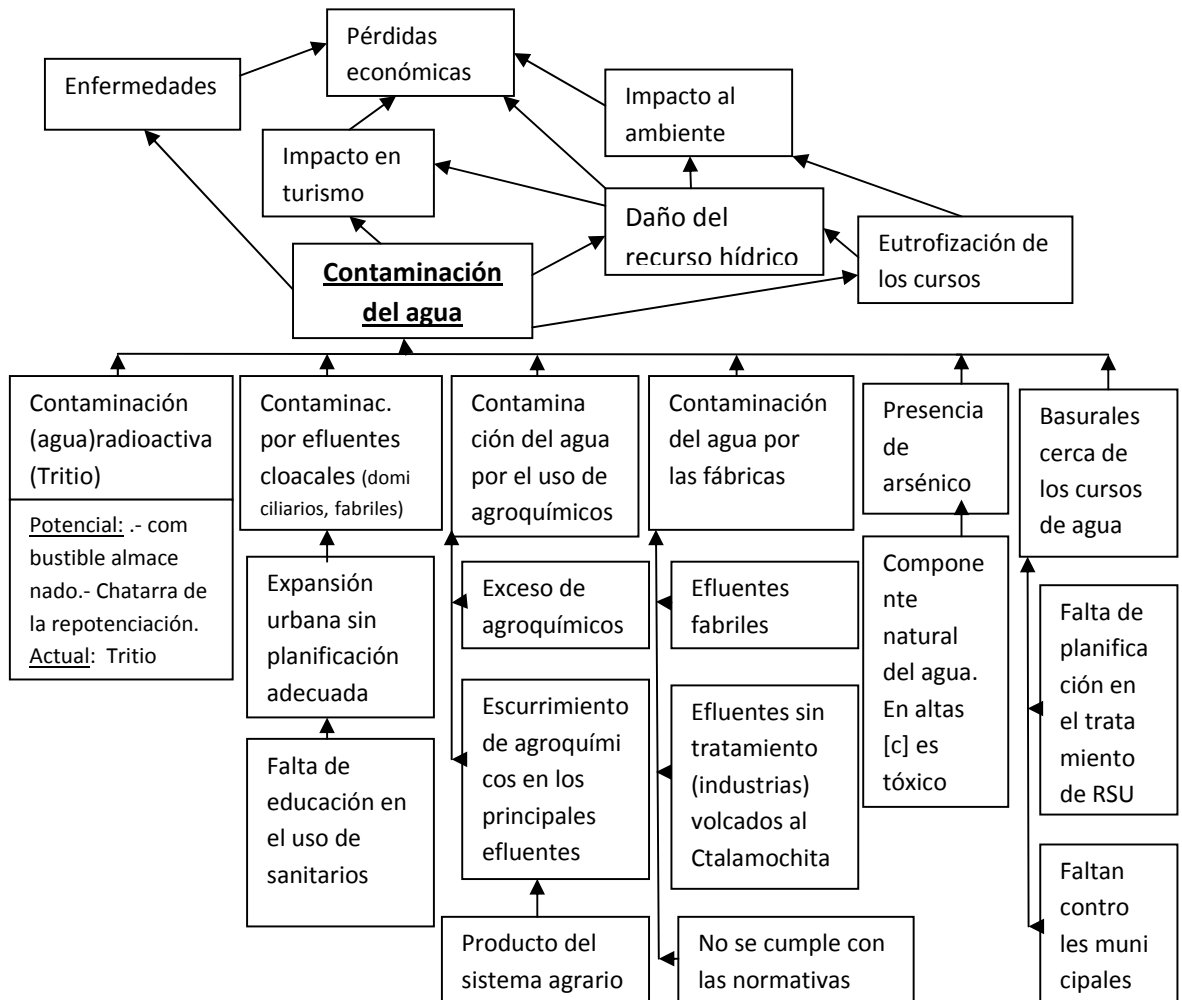 Pérdidas
económicas
Enfermedades
Impacto al
ambiente
Impacto en
turismo
Daño del
recurso hídrico
Eutrofización de
los cursos
Contaminación
del agua
Contaminación
(agua)radioactiva
(Tritio)
Potencial: .- com
bustible almace
nado.- Chatarra de
la repotenciación.
Actual: Tritio
Contaminac.
por efluentes
cloacales (domi
ciliarios, fabriles)
Expansión
urbana sin
planificación
adecuada
Falta de
educación en
el uso de
sanitarios
Contamina
ción del agua
por el uso de
agroquímicos
Exceso de
agroquímicos
Escurrimiento
de agroquími
cos en los
principales
efluentes
Producto del
sistema agrario
Contaminación
del agua por
las fábricas
Efluentes
fabriles
Efluentes sin
tratamiento
(industrias)
volcados al
Ctalamochita
No se cumple con
las normativas
Presencia
de
arsénico
Compone
nte
natural
del agua.
En altas
[c] es
tóxico
Basurales
cerca de
los cursos
de agua
Falta de
planifica
ción en
el trata
miento
de RSU
Faltan
contro
les muni
cipales